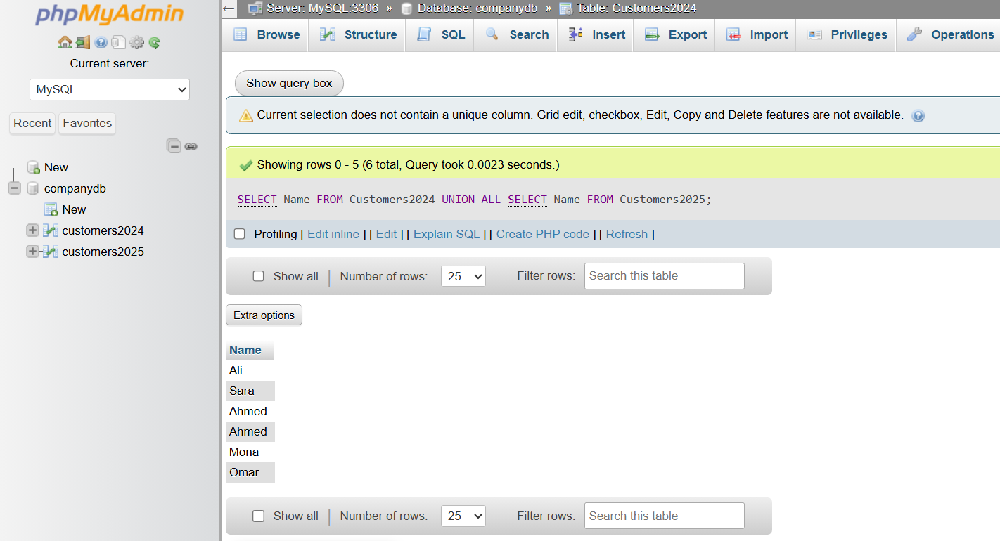 phpMyAdmin
Current server:
MySQL
Recent Favorites
New
companydb
New
customers2024
customers2025
← Server: MySQL:3306 » Database: companydb » Table: Customers2024
Browse Structure SQL Search Insert Export Import Privileges Operations
Show query box
Current selection does not contain a unique column. Grid edit, checkbox, Edit, Copy and Delete features are not available.
Showing rows 0 - 5 (6 total, Query took 0.0023 seconds.)
SELECT Name FROM Customers2024 UNION ALL SELECT Name FROM Customers2025;
Profiling [ Edit inline ] [ Edit ] [ Explain SQL ] [ Create PHP code ] [ Refresh ]
Show all | Number of rows: 25 Filter rows: Search this table
Extra options
Name
Ali
Sara
Ahmed
Ahmed
Mona
Omar
Show all | Number of rows: 25 Filter rows: Search this table